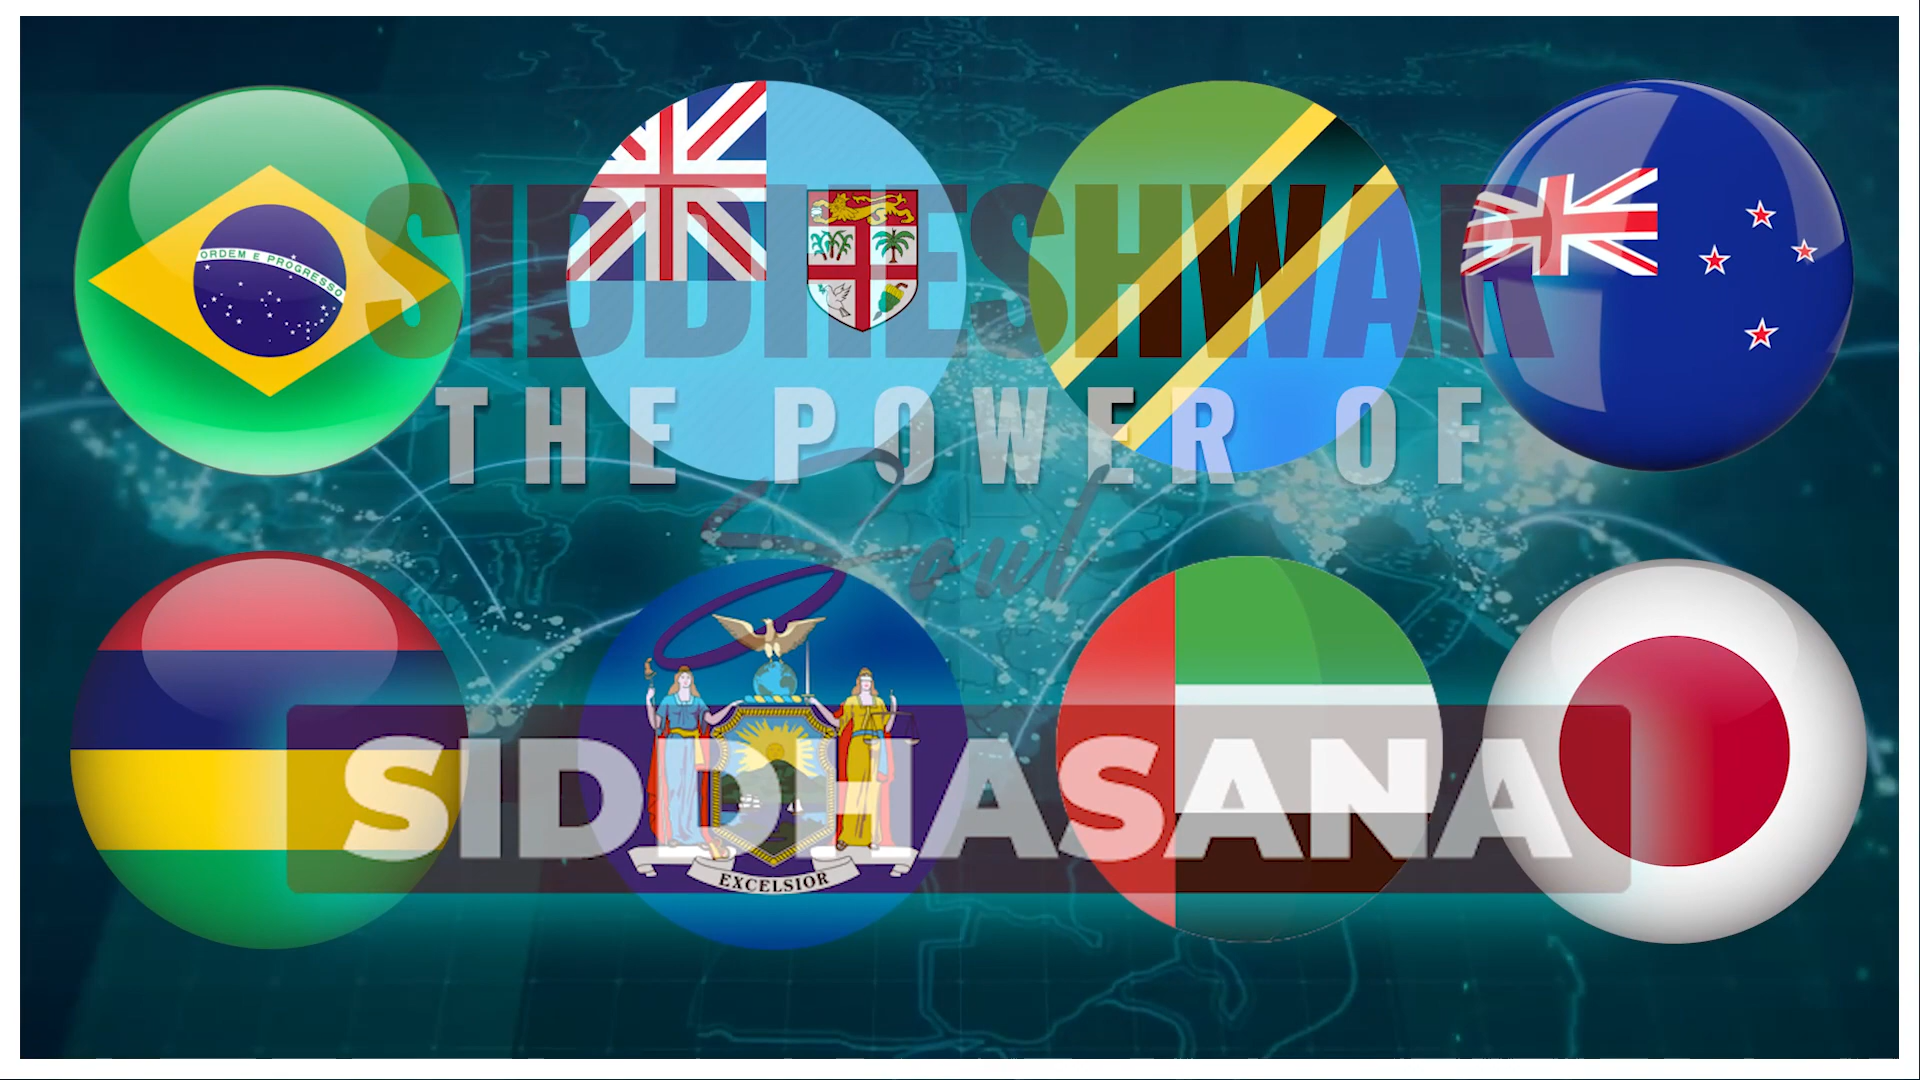 ORDEM E PROGRESSO
SIDDHESHWAR
THE POWER OF
Soul
SIDDHASANA
EXCELSIOR